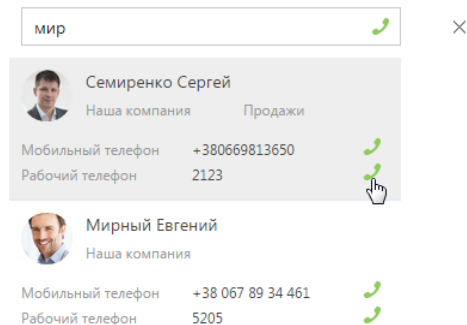 мир
Семиренко Сергей
Наша компания Продажи
Мобильный телефон +380669813650
Рабочий телефон 2123
Мирный Евгений
Наша компания
Мобильный телефон +38 067 89 34 461
Рабочий телефон 5205